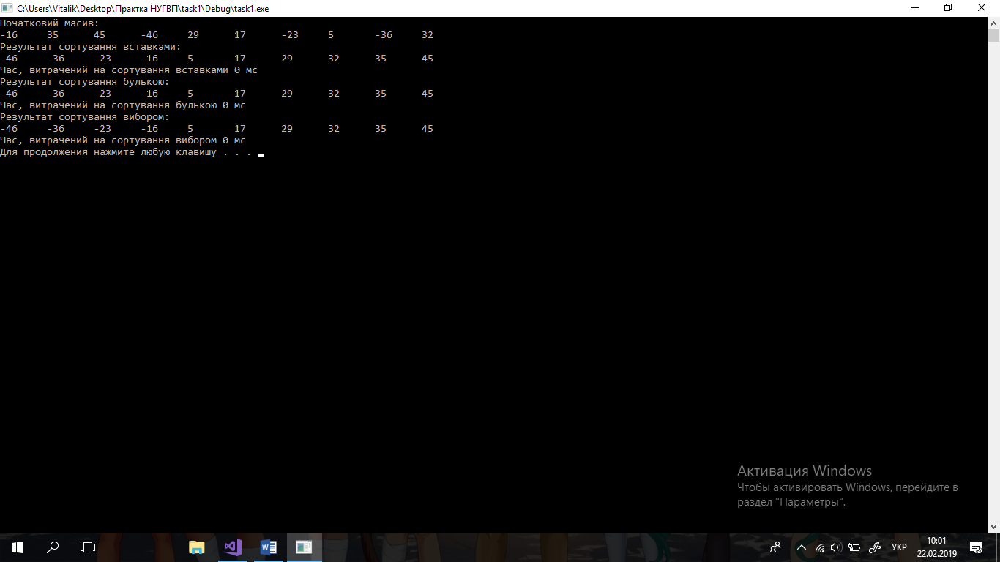 C:\Users\Vitalik\Desktop\Практка НУГВП\task1\Debug\task1.exe
Початковий масив:
-16 35 45 -46 29 17 -23 5 -36 32
Результат сортування вставками:
-46 -36 -23 -16 5 17 29 32 35 45
Час, витрачений на сортування вставками 0 мс
Результат сортування булькою:
-46 -36 -23 -16 5 17 29 32 35 45
Час, витрачений на сортування булькою 0 мс
Результат сортування вибором:
-46 -36 -23 -16 5 17 29 32 35 45
Час, витрачений на сортування вибором 0 мс
Для продолжения нажмите любую клавишу . . .
Активация Windows
Чтобы активировать Windows, перейдите в
раздел "Параметры".
УКР
10:01
22.02.2019